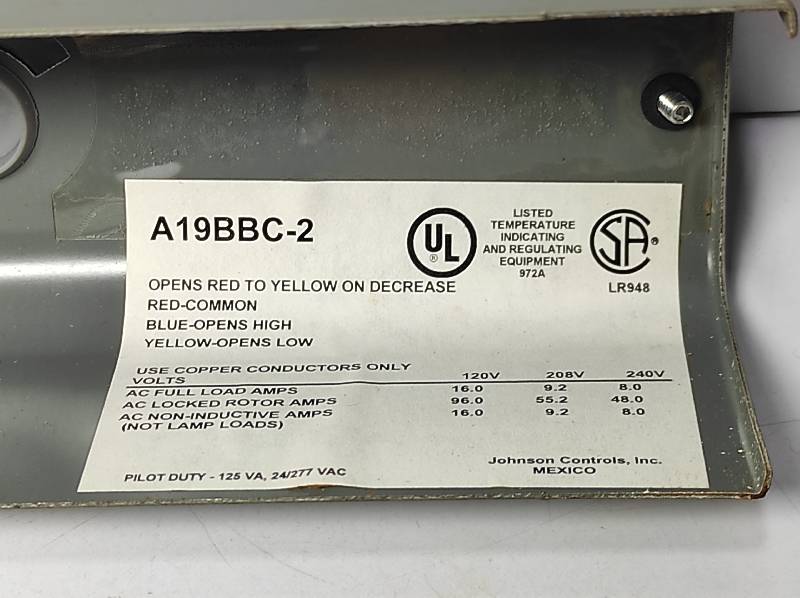 A19BBC-2
UL
®
LISTED
TEMPERATURE
INDICATING
AND REGULATING
EQUIPMENT
972A
SA
®
LR948
OPENS RED TO YELLOW ON DECREASE
RED-COMMON
BLUE-OPENS HIGH
YELLOW-OPENS LOW
USE COPPER CONDUCTORS ONLY
VOLTS 120V 208V 240V
AC FULL LOAD AMPS 16.0 9.2 8.0
AC LOCKED ROTOR AMPS 96.0 55.2 48.0
AC NON-INDUCTIVE AMPS 16.0 9.2 8.0
(NOT LAMP LOADS)
PILOT DUTY - 125 VA, 24/277 VAC
Johnson Controls, Inc.
MEXICO